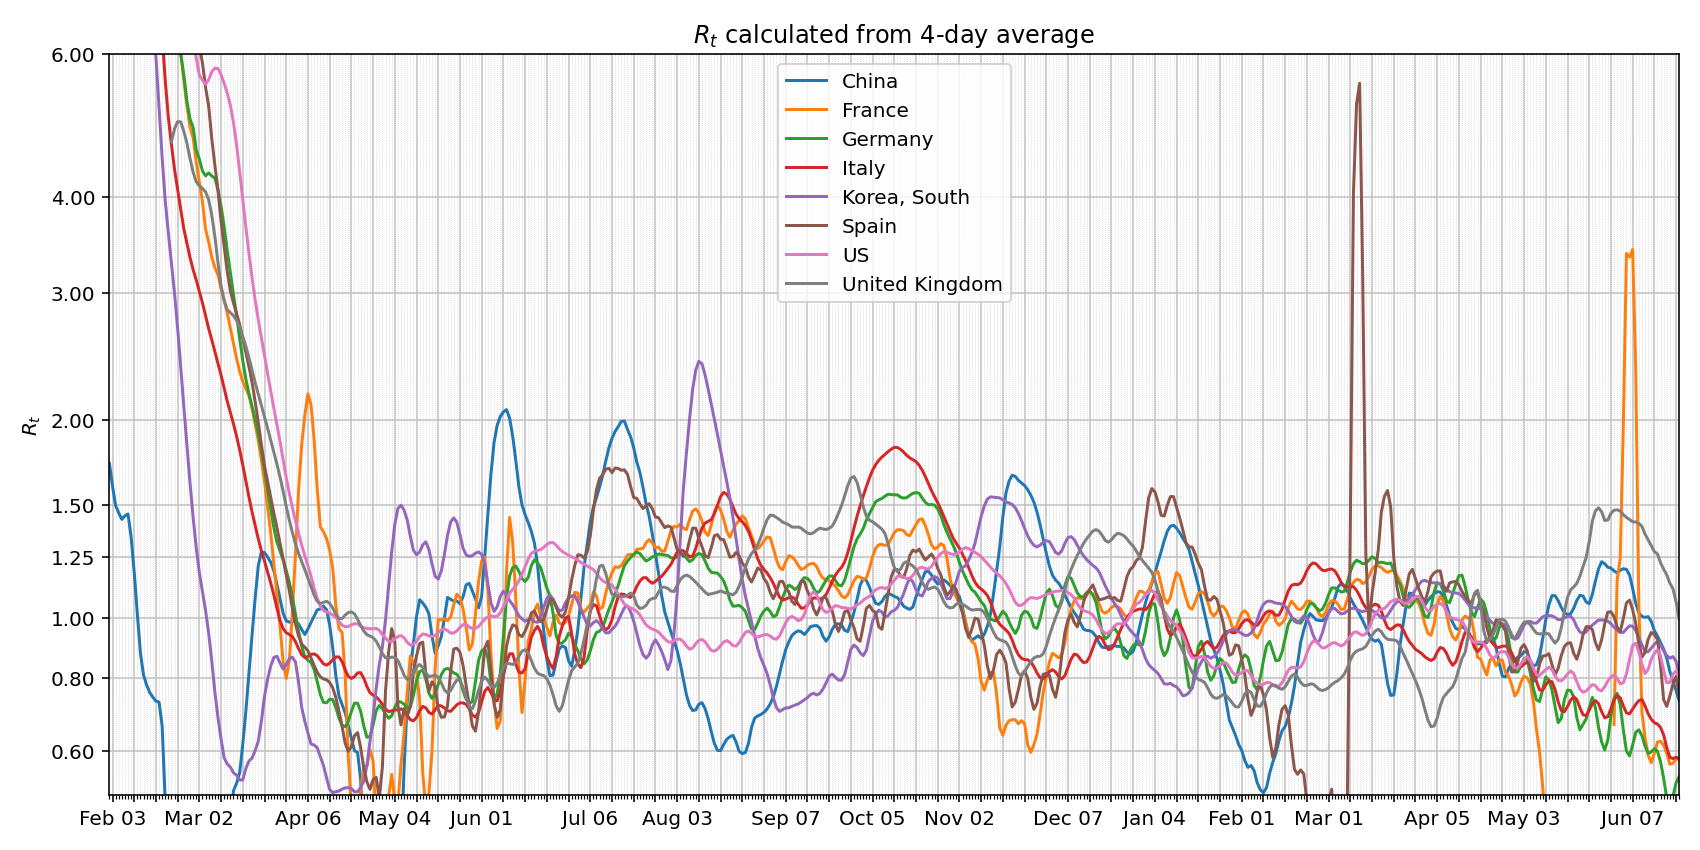 Rt calculated from 4-day average
6.00
4.00
3.00
2.00
1.50
1.25
1.00
0.80
0.60
Rt
China
France
Germany
Italy
Korea, South
Spain
US
United Kingdom
Feb 03 Mar 02 Apr 06 May 04 Jun 01 Jul 06 Aug 03 Sep 07 Oct 05 Nov 02 Dec 07 Jan 04 Feb 01 Mar 01 Apr 05 May 03 Jun 07